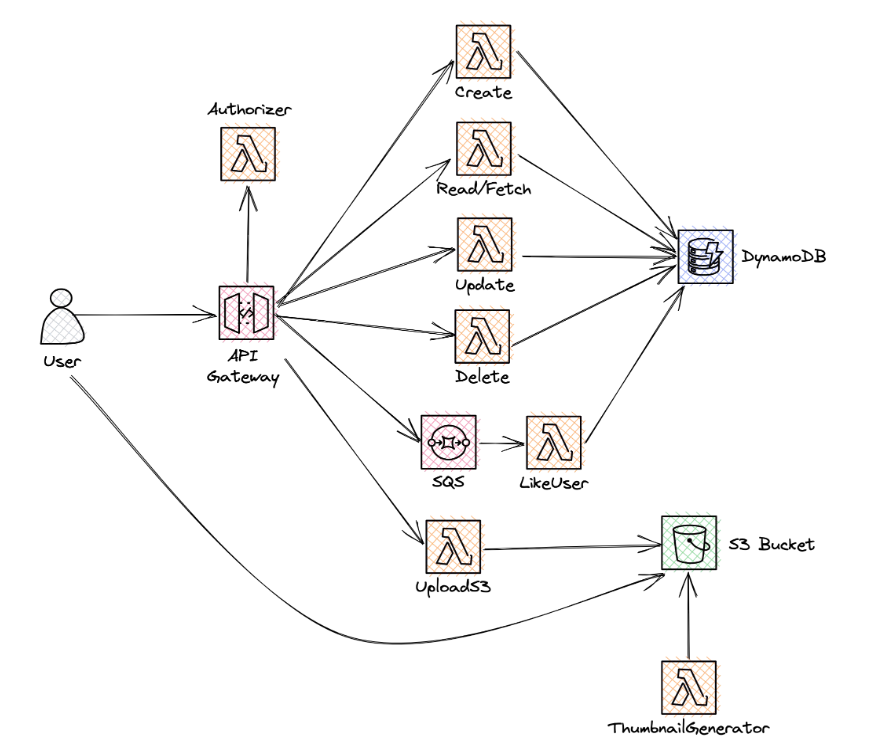 Create
Authorizer
Read/Fetch
Update
DynamoDB
User
API
Gateway
Delete
SQS
LikeUser
UploadS3
S3 Bucket
ThumbnailGenerator